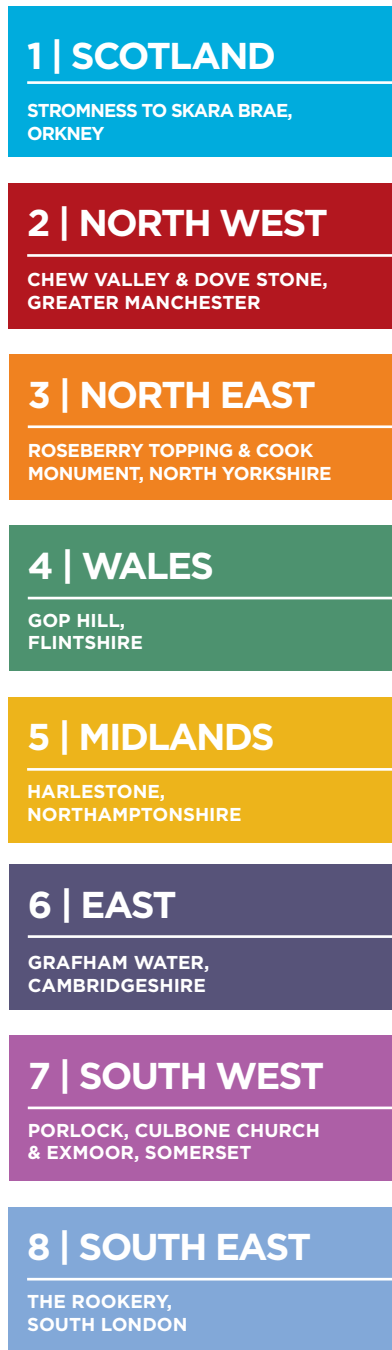 1 | SCOTLAND
STROMNESS TO SKARA BRAE,
ORKNEY
2 | NORTH WEST
CHEW VALLEY & DOVE STONE,
GREATER MANCHESTER
3 | NORTH EAST
ROSEBERRY TOPPING & COOK
MONUMENT, NORTH YORKSHIRE
4 | WALES
GOP HILL,
FLINTSHIRE
5 | MIDLANDS
HARLESTONE,
NORTHAMPTONSHIRE
6 | EAST
GRAFHAM WATER,
CAMBRIDGESHIRE
7 | SOUTH WEST
PORLOCK, CULBONE CHURCH
& EXMOOR, SOMERSET
8 | SOUTH EAST
THE ROOKERY,
SOUTH LONDON